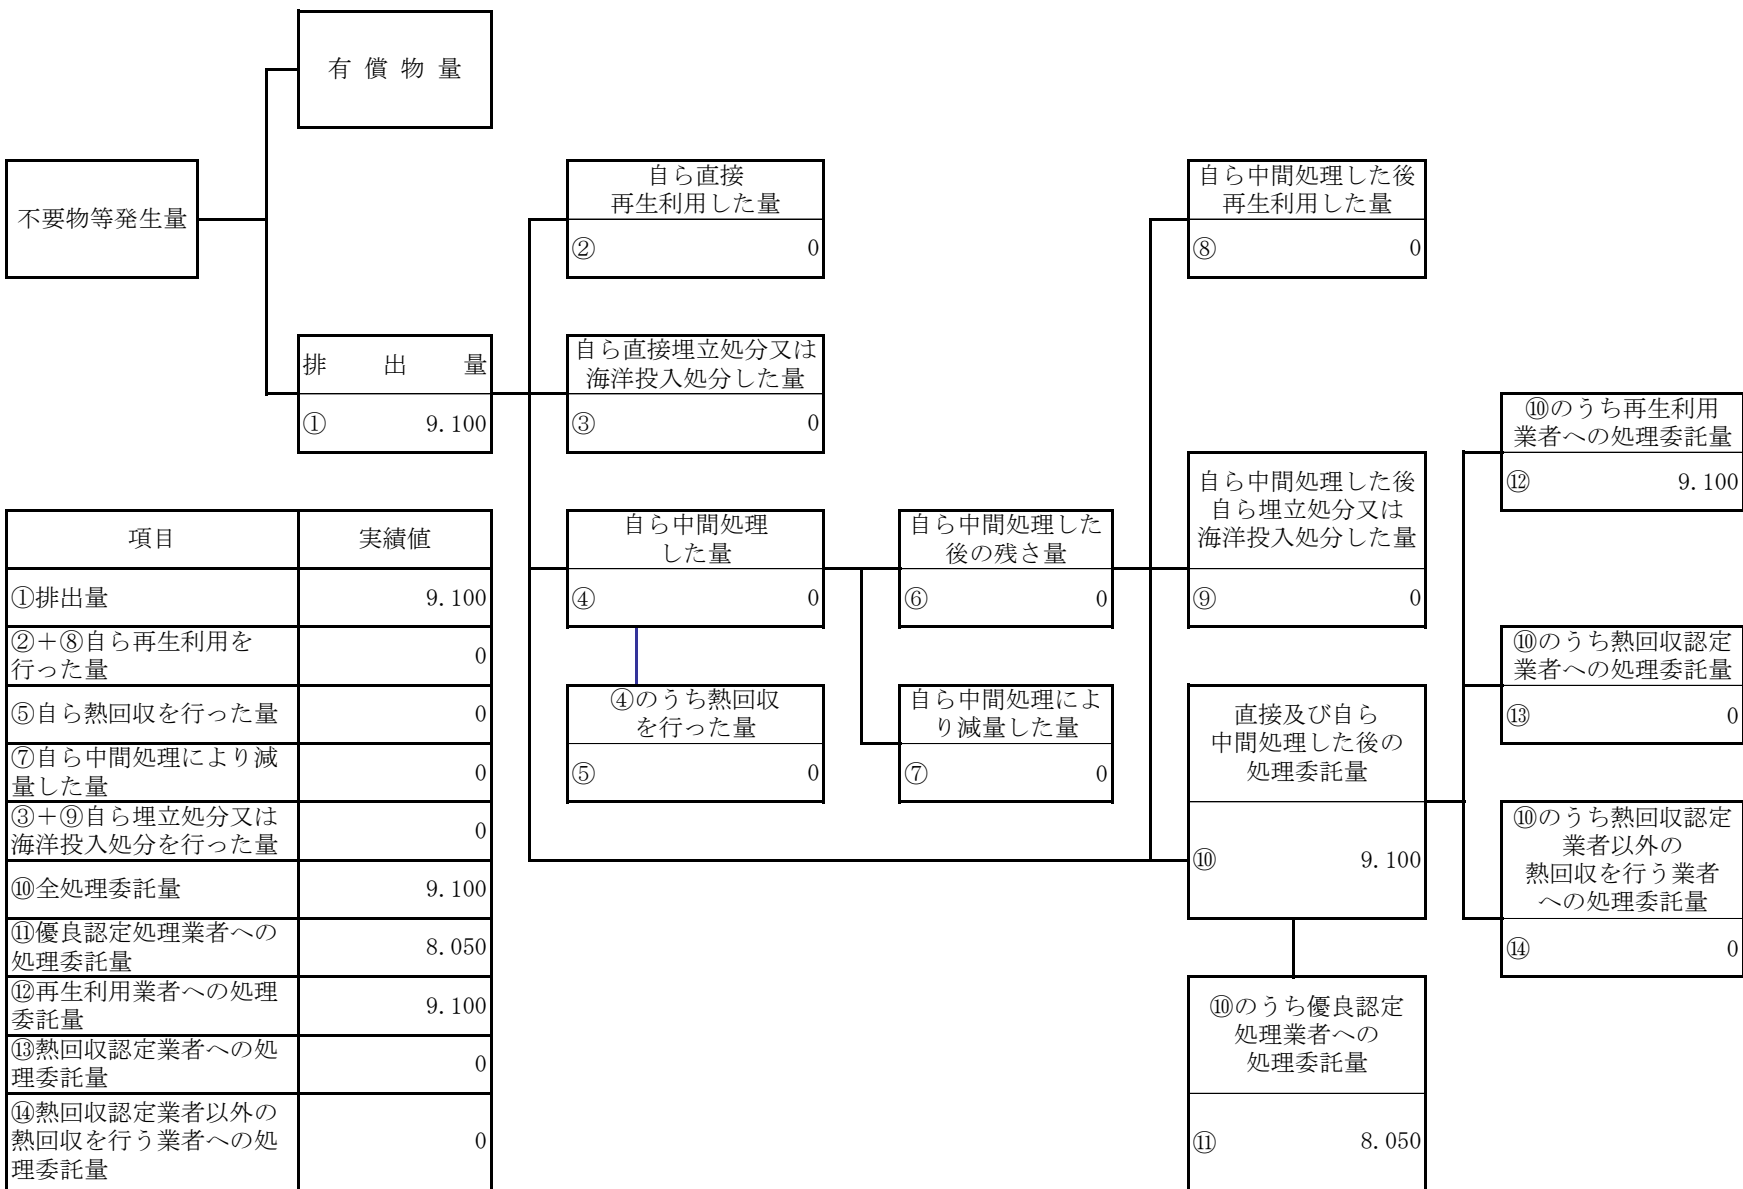 有償物量
不要物等発生量
排出量
① 9.100
自ら直接
再生利用した量
② 0
自ら直接埋立処分又は
海洋投入処分した量
③ 0
自ら中間処理
した量
④ 0
④のうち熱回収
を行った量
⑤ 0
自ら中間処理した
後の残さ量
⑥ 0
自ら中間処理によ
り減量した量
⑦ 0
自ら中間処理した後
再生利用した量
⑧ 0
自ら中間処理した後
自ら埋立処分又は
海洋投入処分した量
⑨ 0
直接及び自ら
中間処理した後の
処理委託量
⑩ 9.100
⑩のうち優良認定
処理業者への
処理委託量
⑪ 8.050
⑩のうち再生利用
業者への処理委託量
⑫ 9.100
⑩のうち熱回収認定
業者への処理委託量
⑬ 0
⑩のうち熱回収認定
業者以外の
熱回収を行う業者
への処理委託量
⑭ 0
項目 実績値
①排出量 9.100
②+⑧自ら再生利用を
行った量 0
⑤自ら熱回収を行った量 0
⑦自ら中間処理により減
量した量 0
③+⑨自ら埋立処分又は
海洋投入処分を行った量 0
⑩全処理委託量 9.100
⑪優良認定処理業者への
処理委託量 8.050
⑫再生利用業者への処理
委託量 9.100
⑬熱回収認定業者への処
理委託量 0
⑭熱回収認定業者以外の
熱回収を行う業者への処
理委託量 0